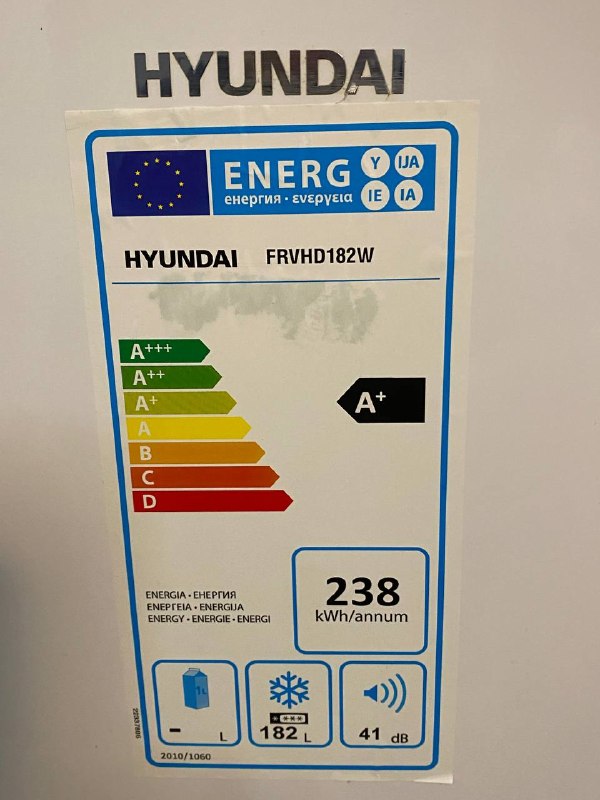 HYUNDAI
ENERG Y IJA
енергия · ενεργεια IE IA
HYUNDAI FRVHD182W
A+++
A++
A+
A
B
C
D
A+
238
kWh/annum
ENERGIA · ЕНЕРГИЯ
ΕΝΕΡΓΕΙΑ · ENERGIJA
ENERGY · ENERGIE · ENERGI
1L
- L
182 L
41 dB
2010/1060